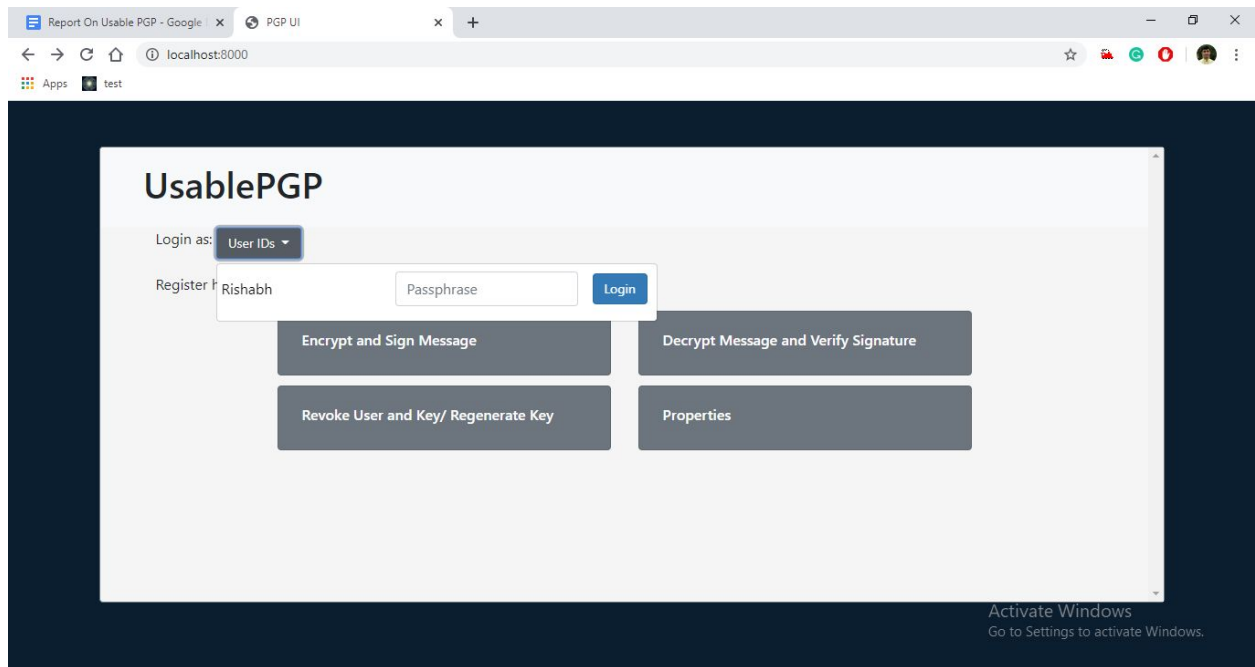 Report On Usable PGP - Google
PGP UI
localhost:8000
Apps test
UsablePGP
Login as: User IDs
Register
Rishabh Passphrase Login
Encrypt and Sign Message Decrypt Message and Verify Signature
Revoke User and Key/ Regenerate Key Properties
Activate Windows
Go to Settings to activate Windows.